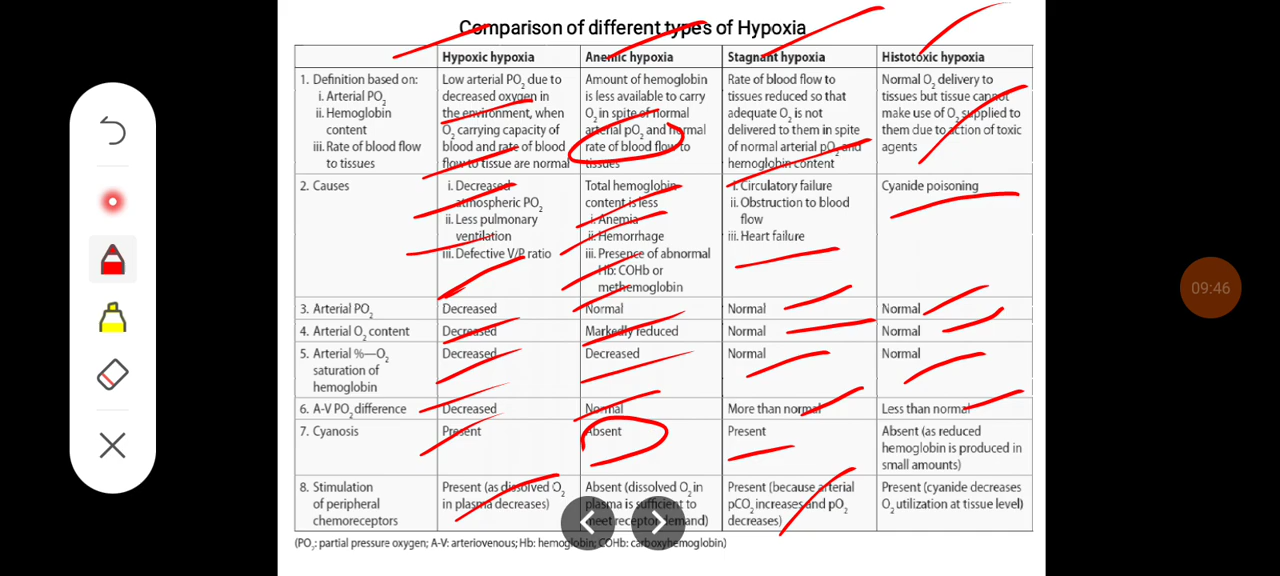 Comparison of different types of Hypoxia
Hypoxic hypoxia Anemic hypoxia Stagnant hypoxia Histotoxic hypoxia
1. Definition based on:
i. Arterial PO2
ii. Hemoglobin
content
iii. Rate of blood flow
to tissues
Low arterial PO2 due to
decreased oxygen in
the environment, when
O2 carrying capacity of
blood and rate of blood
flow to tissue are normal
Amount of hemoglobin
is less available to carry
O2 in spite of normal
arterial pO2 and normal
rate of blood flow to
tissues
Rate of blood flow to
tissues reduced so that
adequate O2 is not
delivered to them in spite
of normal arterial pO2 and
hemoglobin content
Normal O2 delivery to
tissues but tissue cannot
make use of O2 supplied to
them due to action of toxic
agents
2. Causes
i. Decreased
atmospheric PO2
ii. Less pulmonary
ventilation
iii. Defective V/P ratio
Total hemoglobin
content is less
i. Anemia
ii. Hemorrhage
iii. Presence of abnormal
Hb: COHb or
methemoglobin
i. Circulatory failure
ii. Obstruction to blood
flow
iii. Heart failure
Cyanide poisoning
3. Arterial PO2 Decreased Normal Normal Normal
4. Arterial O2 content Decreased Markedly reduced Normal Normal
5. Arterial %—O2
saturation of
hemoglobin
Decreased Decreased Normal Normal
6. A-V PO2 difference Decreased Normal More than normal Less than normal
7. Cyanosis Present Absent Present
Absent (as reduced
hemoglobin is produced in
small amounts)
8. Stimulation
of peripheral
chemoreceptors
Present (as dissolved O2
in plasma decreases)
Absent (dissolved O2 in
plasma is sufficient to
meet receptor demand)
Present (because arterial
pCO2 increases and pO2
decreases)
Present (cyanide decreases
O2 utilization at tissue level)
(PO2: partial pressure oxygen; A-V: arteriovenous; Hb: hemoglobin; COHb: carboxyhemoglobin)
09:46